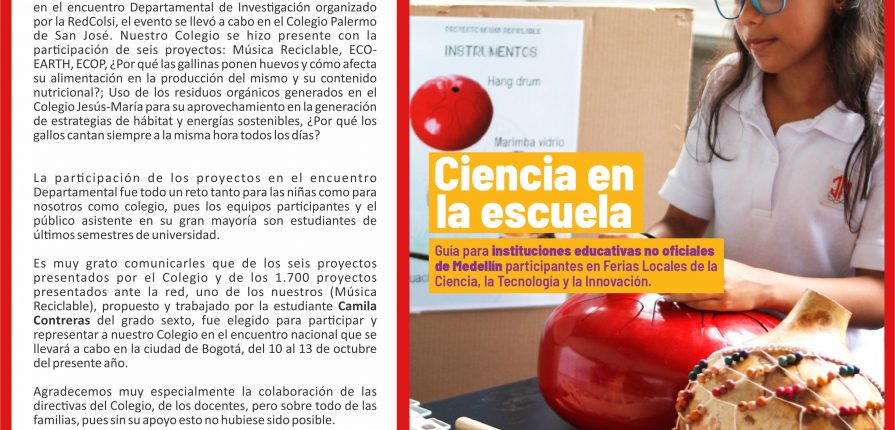 en el encuentro Departamental de Investigación organizado
por la RedColsi, el evento se llevó a cabo en el Colegio Palermo
de San José. Nuestro Colegio se hizo presente con la
participación de seis proyectos: Música Reciclable, ECO-
EARTH, ECOP, ¿Por qué las gallinas ponen huevos y cómo afecta
su alimentación en la producción del mismo y su contenido
nutricional?; Uso de los residuos orgánicos generados en el
Colegio Jesús-María para su aprovechamiento en la generación
de estrategias de hábitat y energías sostenibles, ¿Por qué los
gallos cantan siempre a la misma hora todos los días?
La participación de los proyectos en el encuentro
Departamental fue todo un reto tanto para las niñas como para
nosotros como colegio, pues los equipos participantes y el
público asistente en su gran mayoría son estudiantes de
últimos semestres de universidad.
Es muy grato comunicarles que de los seis proyectos
presentados por el Colegio y de los 1.700 proyectos
presentados ante la red, uno de los nuestros (Música
Reciclable), propuesto y trabajado por la estudiante Camila
Contreras del grado sexto, fue elegido para participar y
representar a nuestro Colegio en el encuentro nacional que se
llevará a cabo en la ciudad de Bogotá, del 10 al 13 de octubre
del presente año.
Agradecemos muy especialmente la colaboración de las
directivas del Colegio, de los docentes, pero sobre todo de las
familias, pues sin su apoyo esto no hubiese sido posible.
INSTRUMENTOS
Hang drum
Marimba vidrio
Ciencia en
la escuela
Guía para instituciones educativas no oficiales
de Medellín participantes en Ferias Locales de la
Ciencia, la Tecnología y la Innovación.